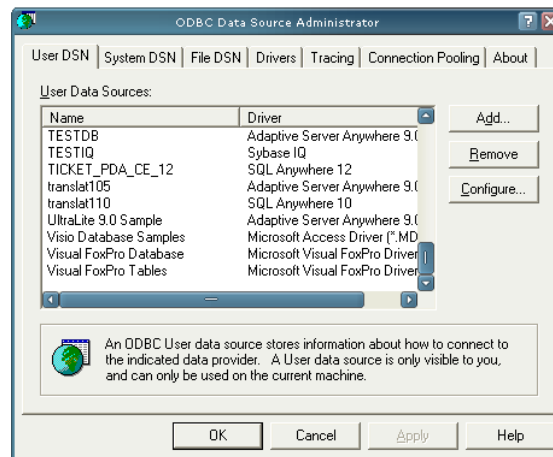 ODBC Data Source Administrator
User DSN System DSN File DSN Drivers Tracing Connection Pooling About
User Data Sources:
Name Driver
TESTDB Adaptive Server Anywhere 9.0
TESTIQ Sybase IQ
TICKET_PDA_CE_12 SQL Anywhere 12
translat105 Adaptive Server Anywhere 9.0
translat110 SQL Anywhere 10
UltraLite 9.0 Sample Adaptive Server Anywhere 9.0
Visio Database Samples Microsoft Access Driver (*.MD
Visual FoxPro Database Microsoft Visual FoxPro Driver
Visual FoxPro Tables Microsoft Visual FoxPro Driver
Add...
Remove
Configure...
An ODBC User data source stores information about how to connect to
the indicated data provider. A User data source is only visible to you,
and can only be used on the current machine.
OK Cancel Apply Help